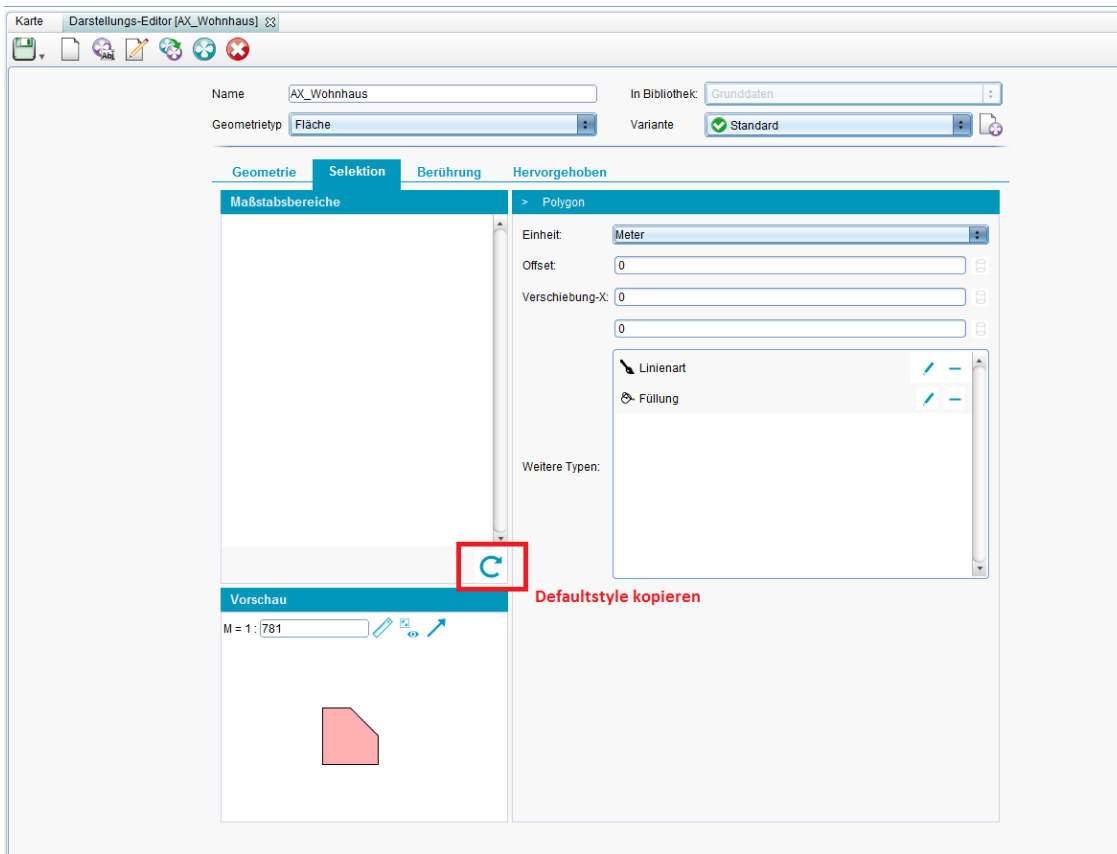 Karte Darstellungs-Editor [AX_Wohnhaus]
Abl
Name AX_Wohnhaus In Bibliothek: Grunddaten
Geometrietyp Fläche Variante Standard
Geometrie Selektion Berührung Hervorgehoben
Maßstabsbereiche > Polygon
Einheit: Meter
Offset: 0
Verschiebung-X: 0
0
Linienart
Füllung
Weitere Typen:
Defaultstyle kopieren
Vorschau
M = 1 : 781